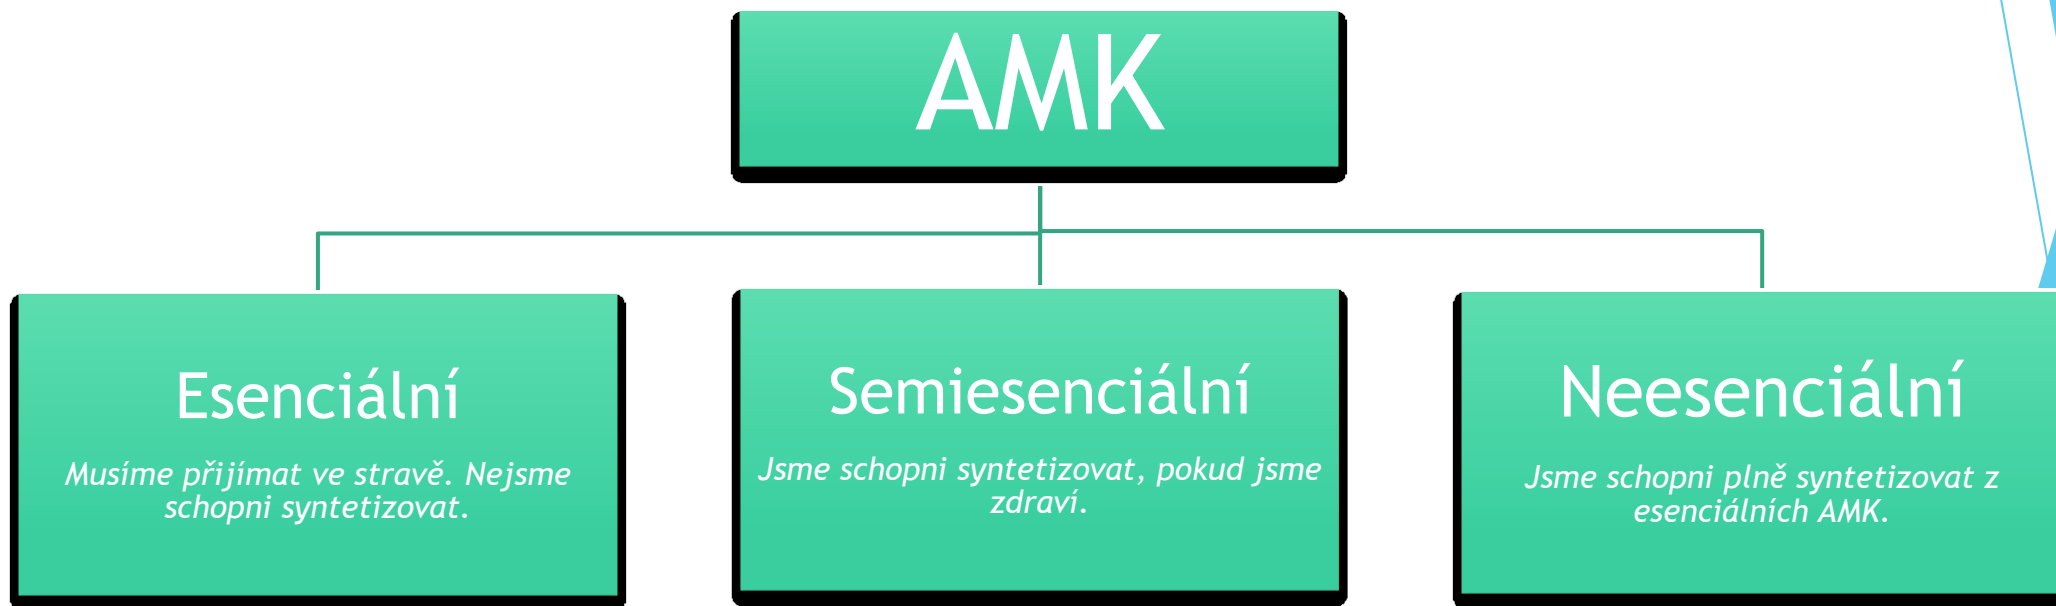 AMK
Esenciální
Musíme přijímat ve stravě. Nejsme
schopni syntetizovat.
Semiesenciální
Jsme schopni syntetizovat, pokud jsme
zdraví.
Neesenciální
Jsme schopni plně syntetizovat z
esenciálních AMK.